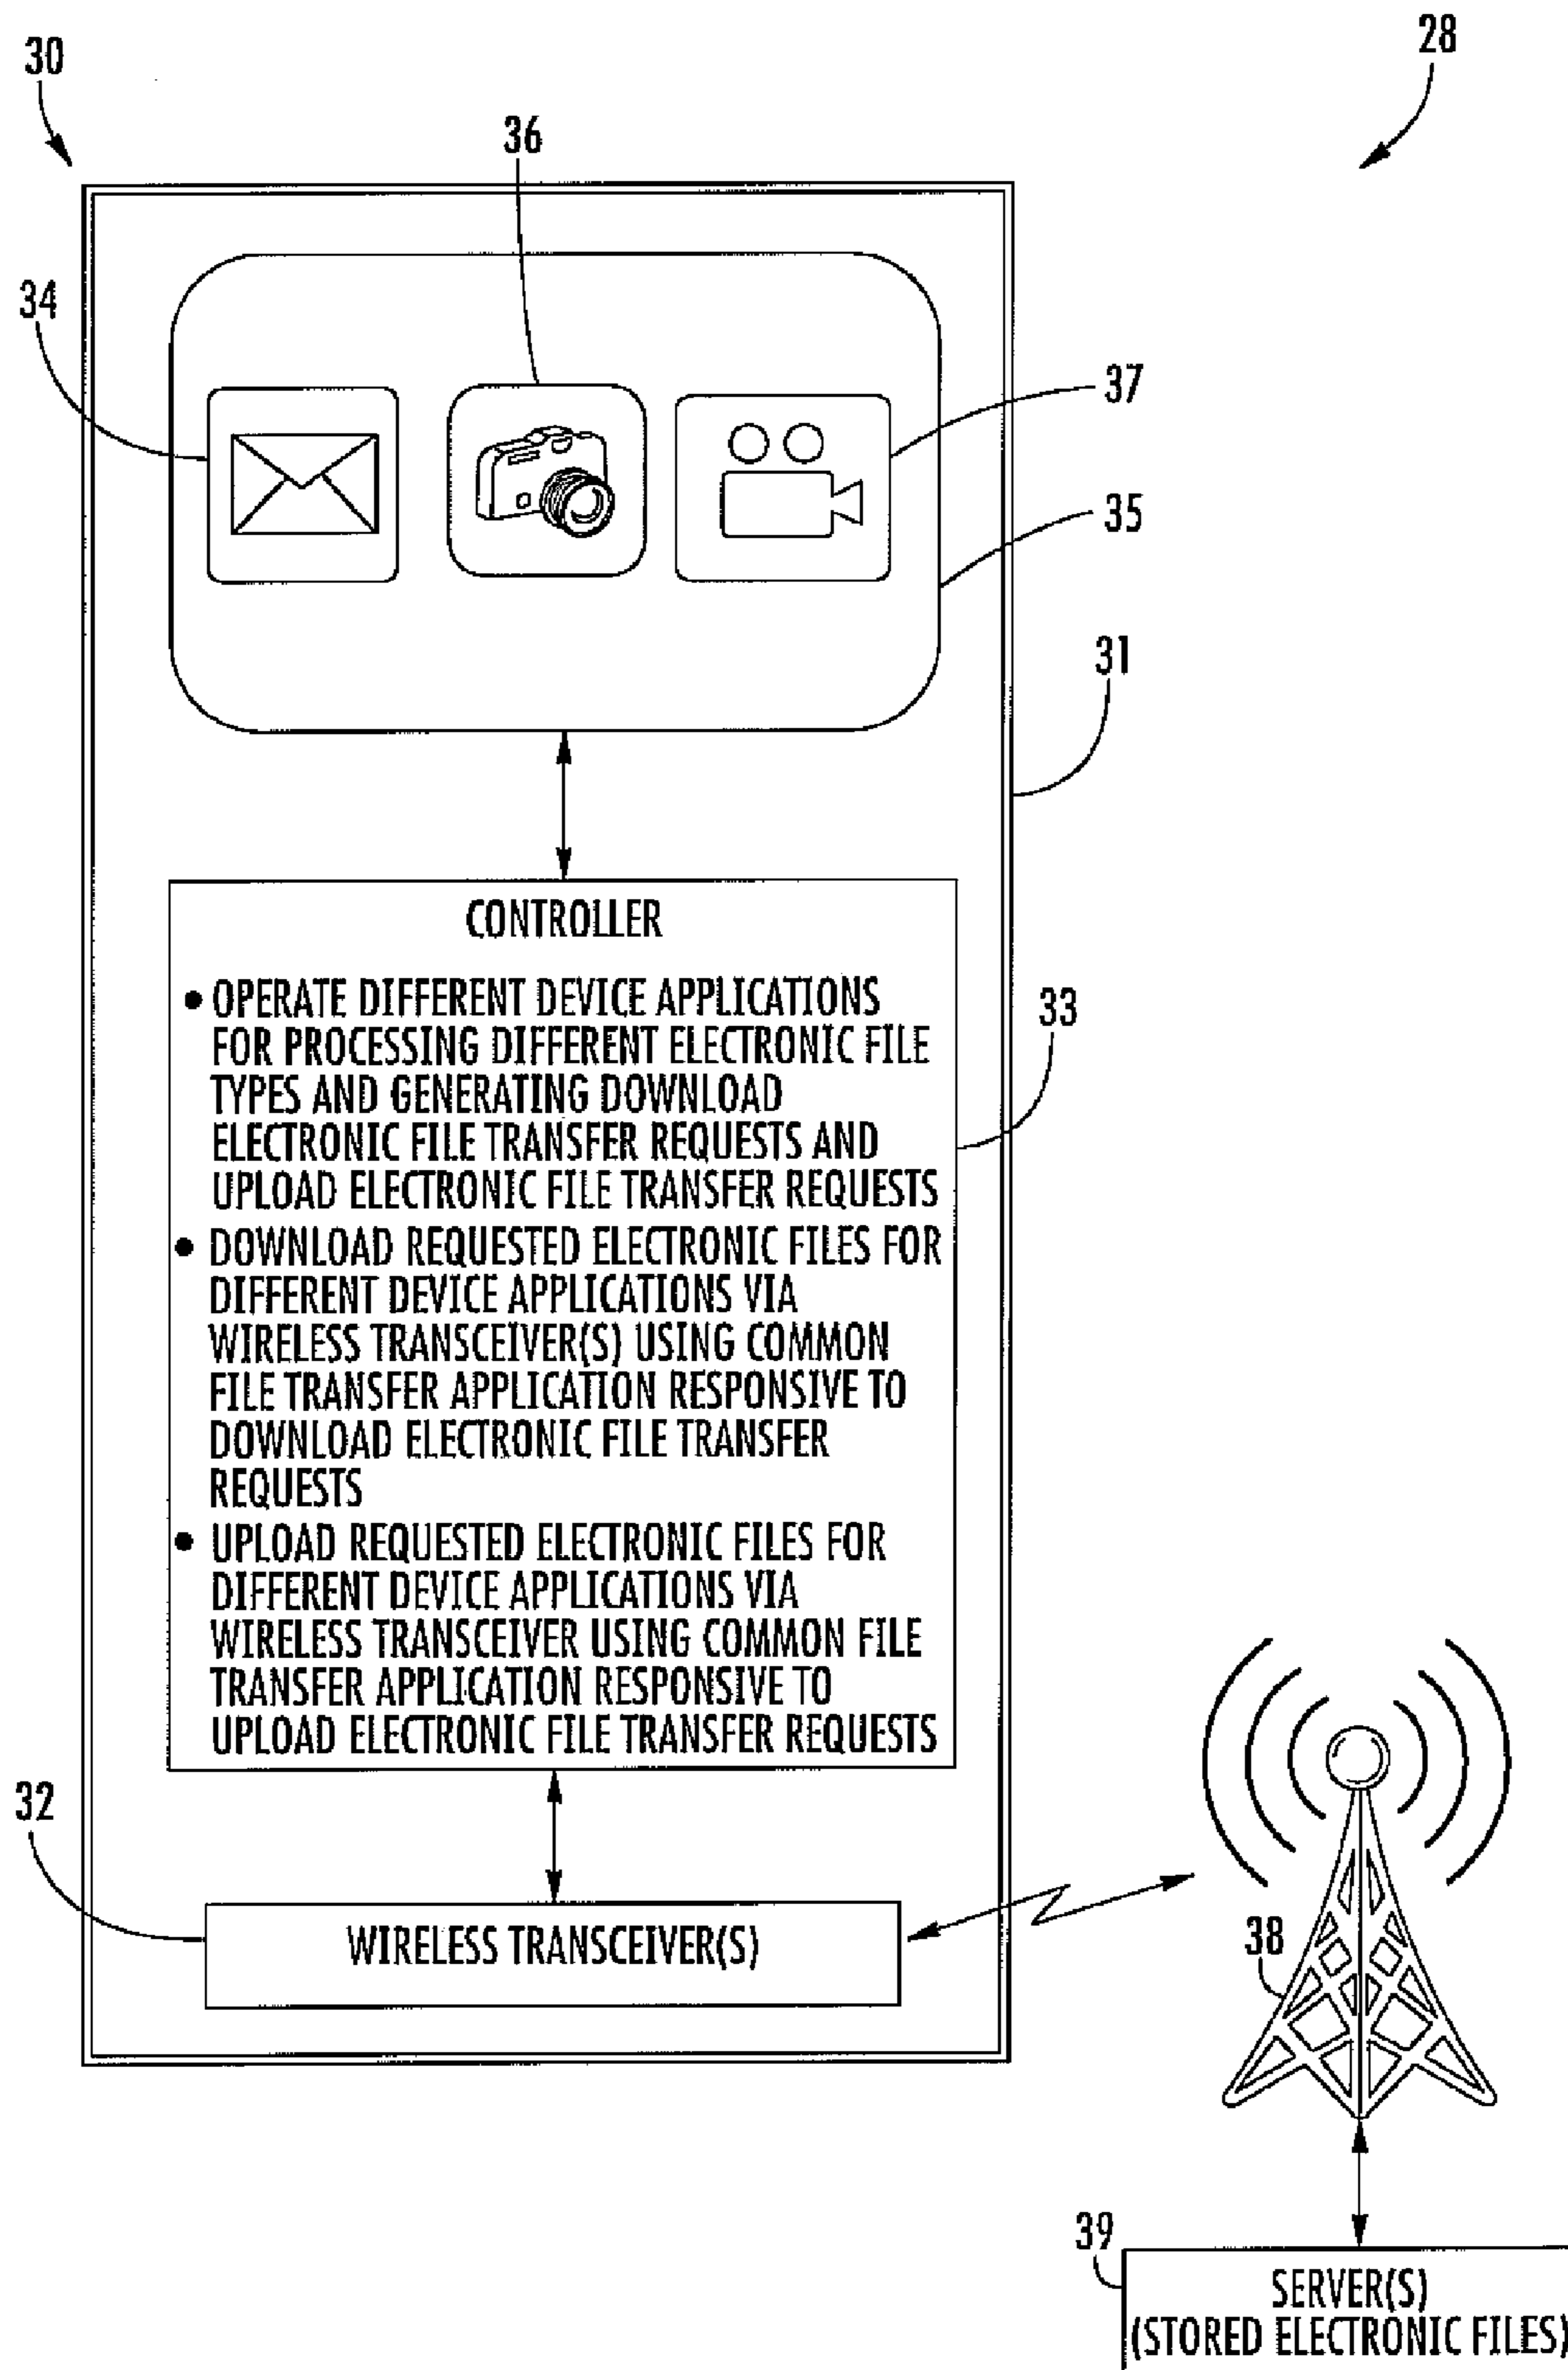 30
28
36
34
37
35
31
CONTROLLER
• OPERATE DIFFERENT DEVICE APPLICATIONS
FOR PROCESSING DIFFERENT ELECTRONIC FILE
TYPES AND GENERATING DOWNLOAD
ELECTRONIC FILE TRANSFER REQUESTS AND
UPLOAD ELECTRONIC FILE TRANSFER REQUESTS
• DOWNLOAD REQUESTED ELECTRONIC FILES FOR
DIFFERENT DEVICE APPLICATIONS VIA
WIRELESS TRANSCEIVER(S) USING COMMON
FILE TRANSFER APPLICATION RESPONSIVE TO
DOWNLOAD ELECTRONIC FILE TRANSFER
REQUESTS
• UPLOAD REQUESTED ELECTRONIC FILES FOR
DIFFERENT DEVICE APPLICATIONS VIA
WIRELESS TRANSCEIVER USING COMMON FILE
TRANSFER APPLICATION RESPONSIVE TO
UPLOAD ELECTRONIC FILE TRANSFER REQUESTS
33
32
WIRELESS TRANSCEIVER(S)
38
39
SERVER(S)
(STORED ELECTRONIC FILES)